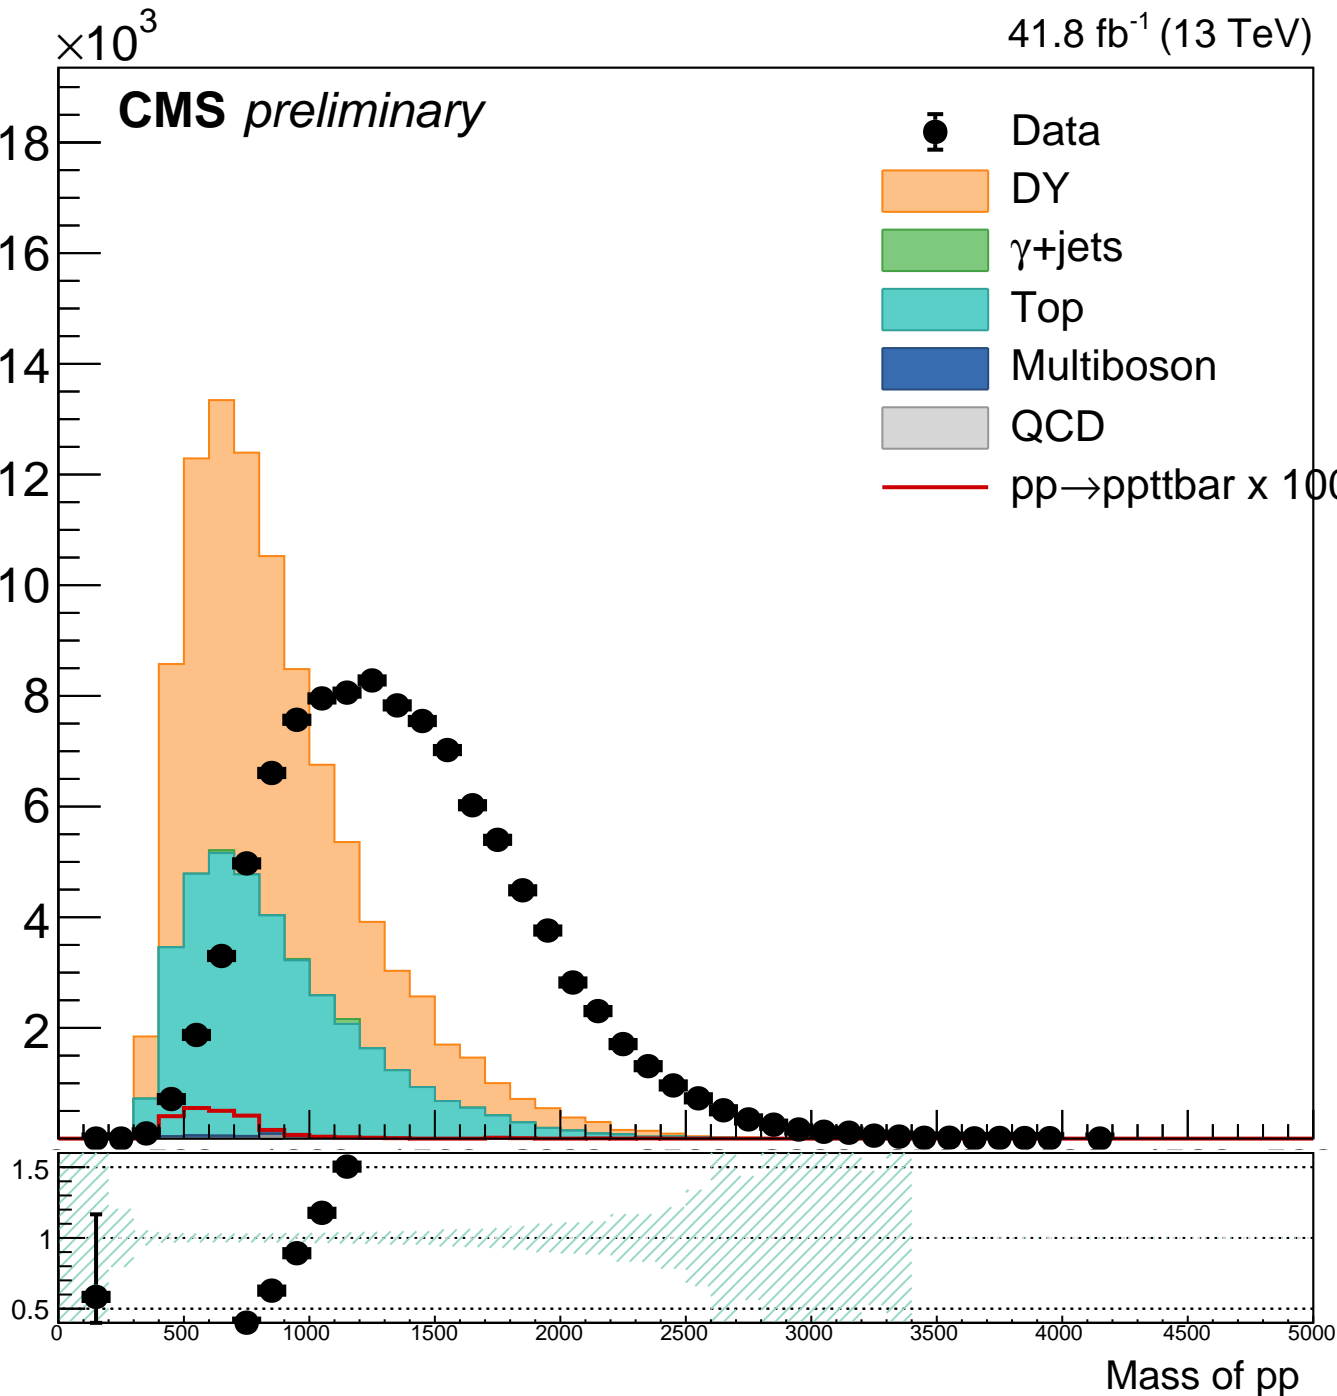 ×10³
41.8 fb⁻¹ (13 TeV)
CMS preliminary
Data
DY
γ+jets
Top
Multiboson
QCD
pp→ppttbar x 100
18
16
14
12
10
8
6
4
2
1.5
1
0.5
0 500 1000 1500 2000 2500 3000 3500 4000 4500 5000
Mass of pp